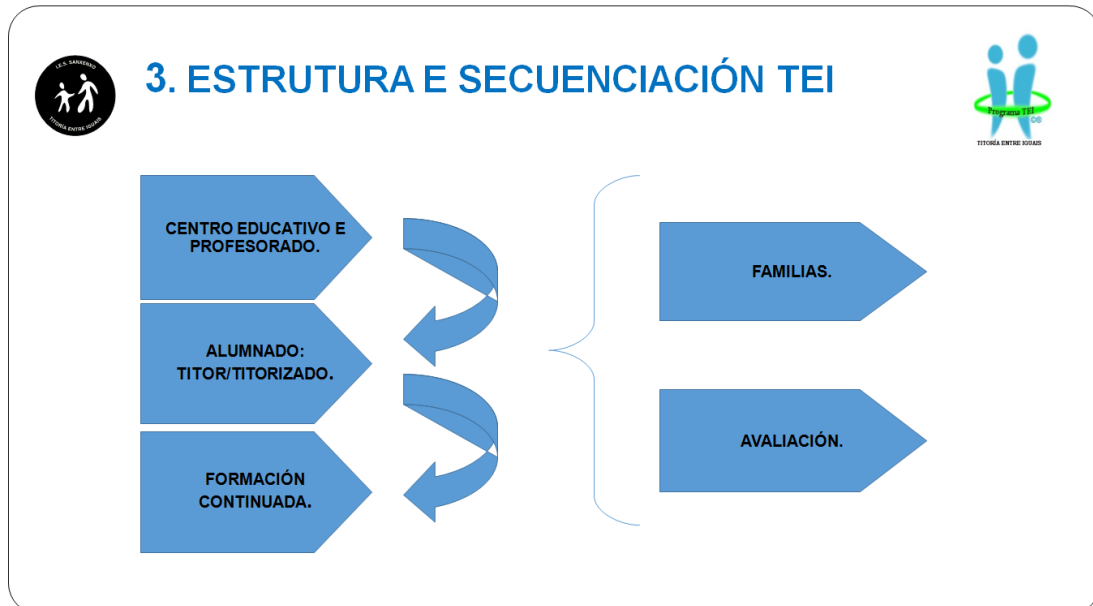 3. ESTRUTURA E SECUENCIACIÓN TEI
I.E.S. SANXENXO
TITORÍA ENTRE IGUAIS
Programa TEI
TITORÍA ENTRE IGUAIS
CENTRO EDUCATIVO E
PROFESORADO.
ALUMNADO:
TITOR/TITORIZADO.
FORMACIÓN
CONTINUADA.
FAMILIAS.
AVALIACIÓN.